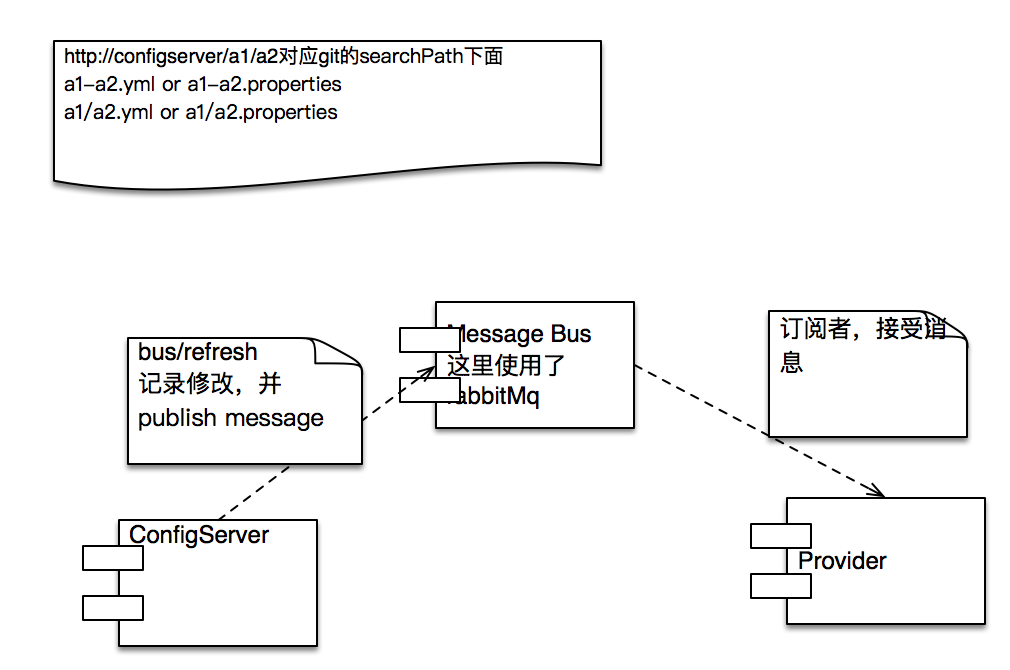 http://configserver/a1/a2对应git的searchPath下面
a1-a2.yml or a1-a2.properties
a1/a2.yml or a1/a2.properties
bus/refresh
记录修改，并
publish message
Message Bus
这里使用了
rabbitMq
订阅者，接受消
息
ConfigServer
Provider